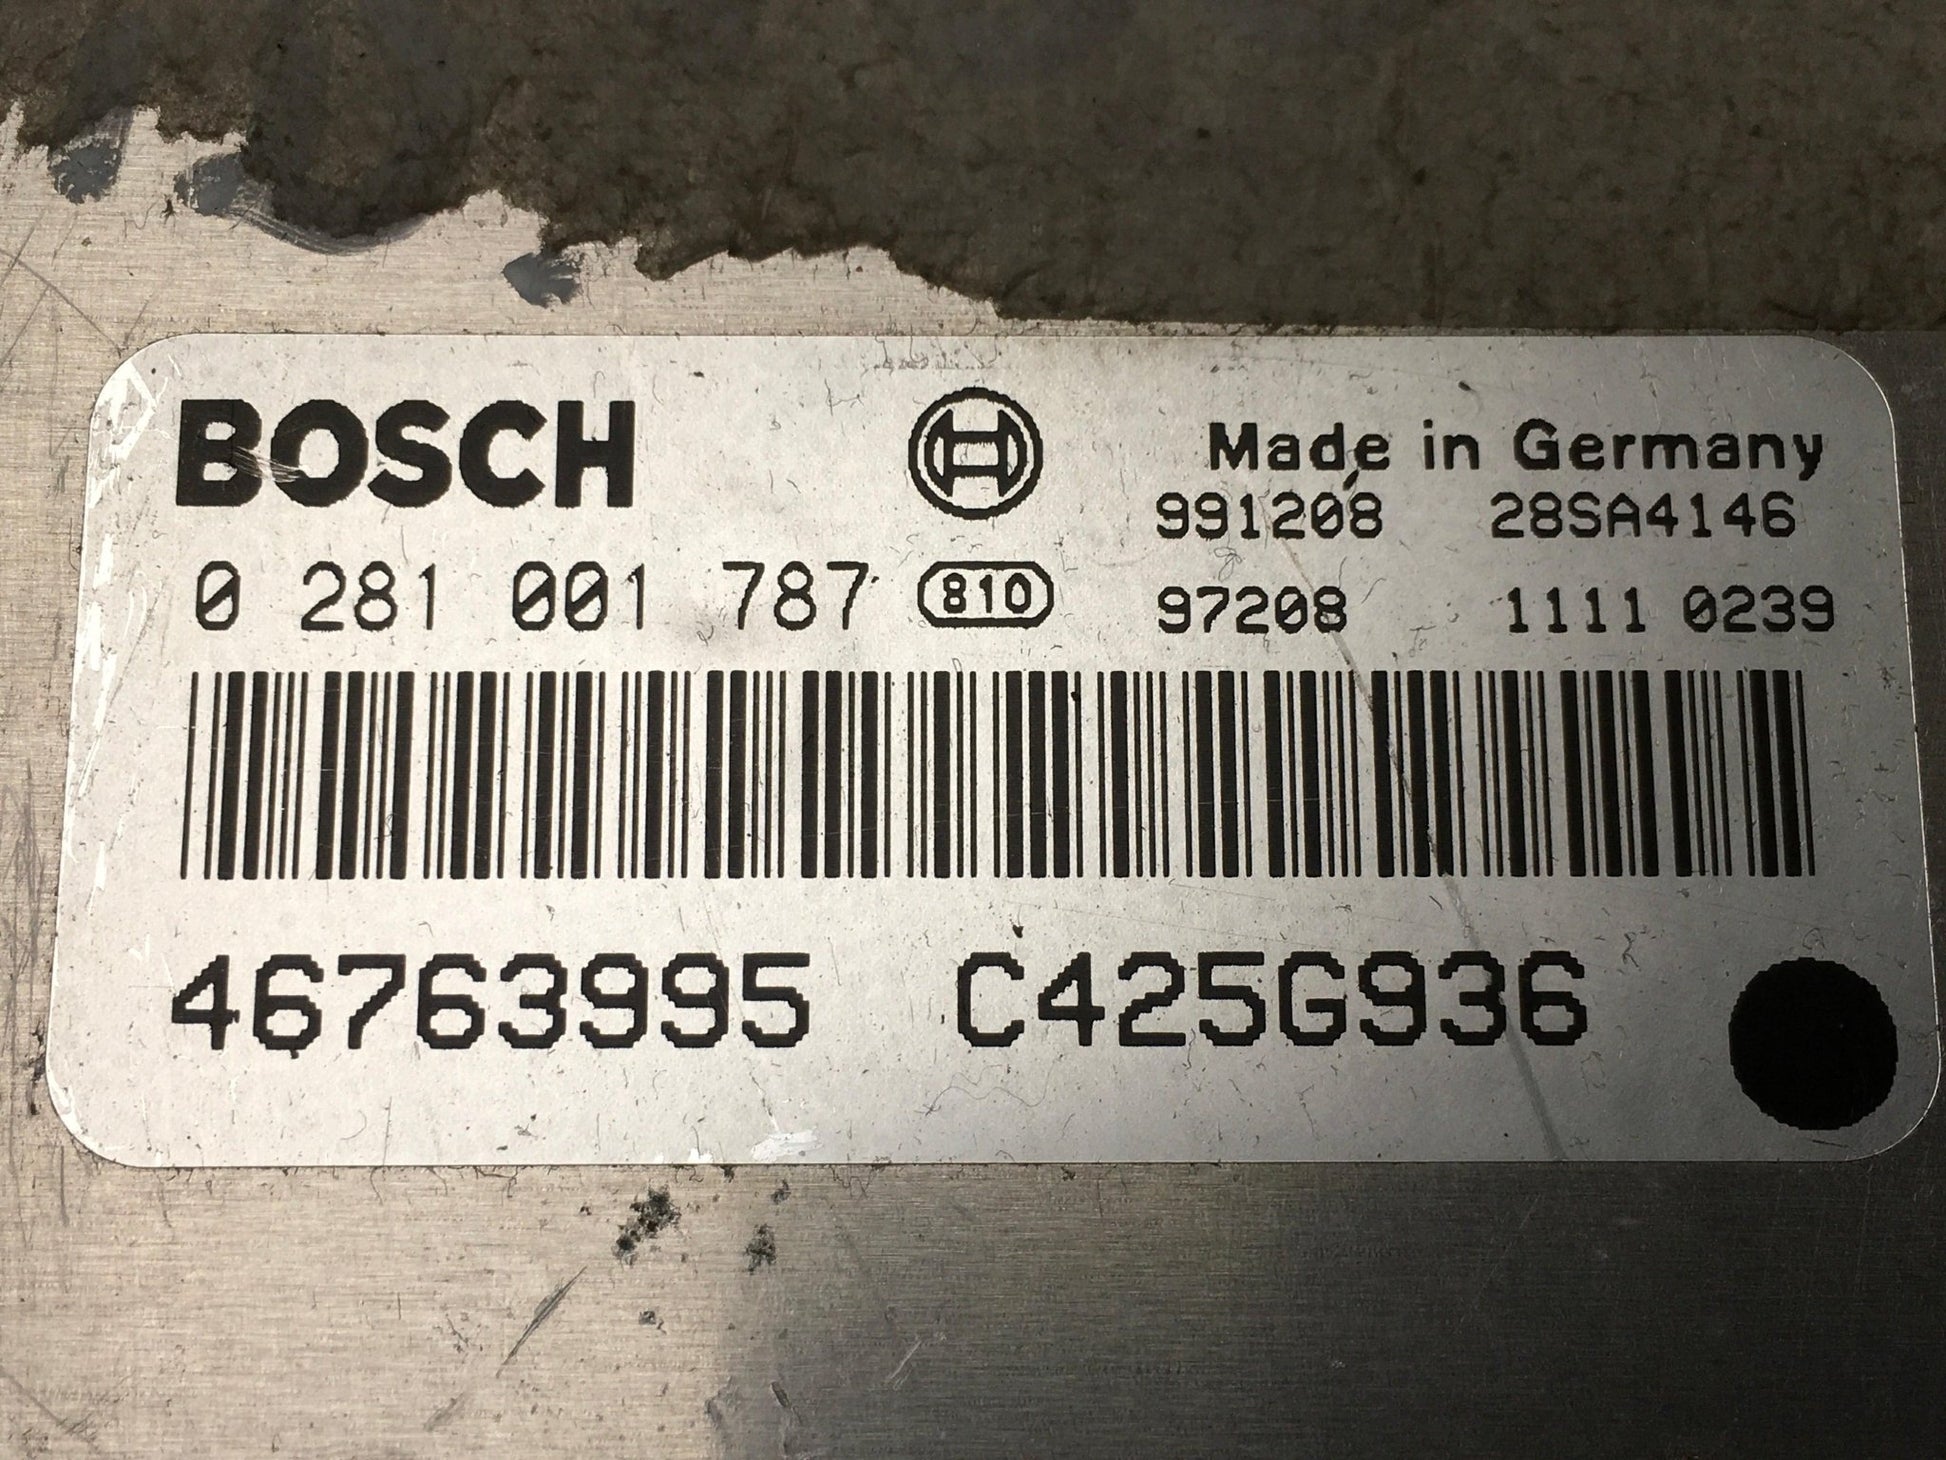 BOSCH Made in Germany
991208 28SA4146
0 281 001 787 810 97208 1111 0239
46763995 C425G936